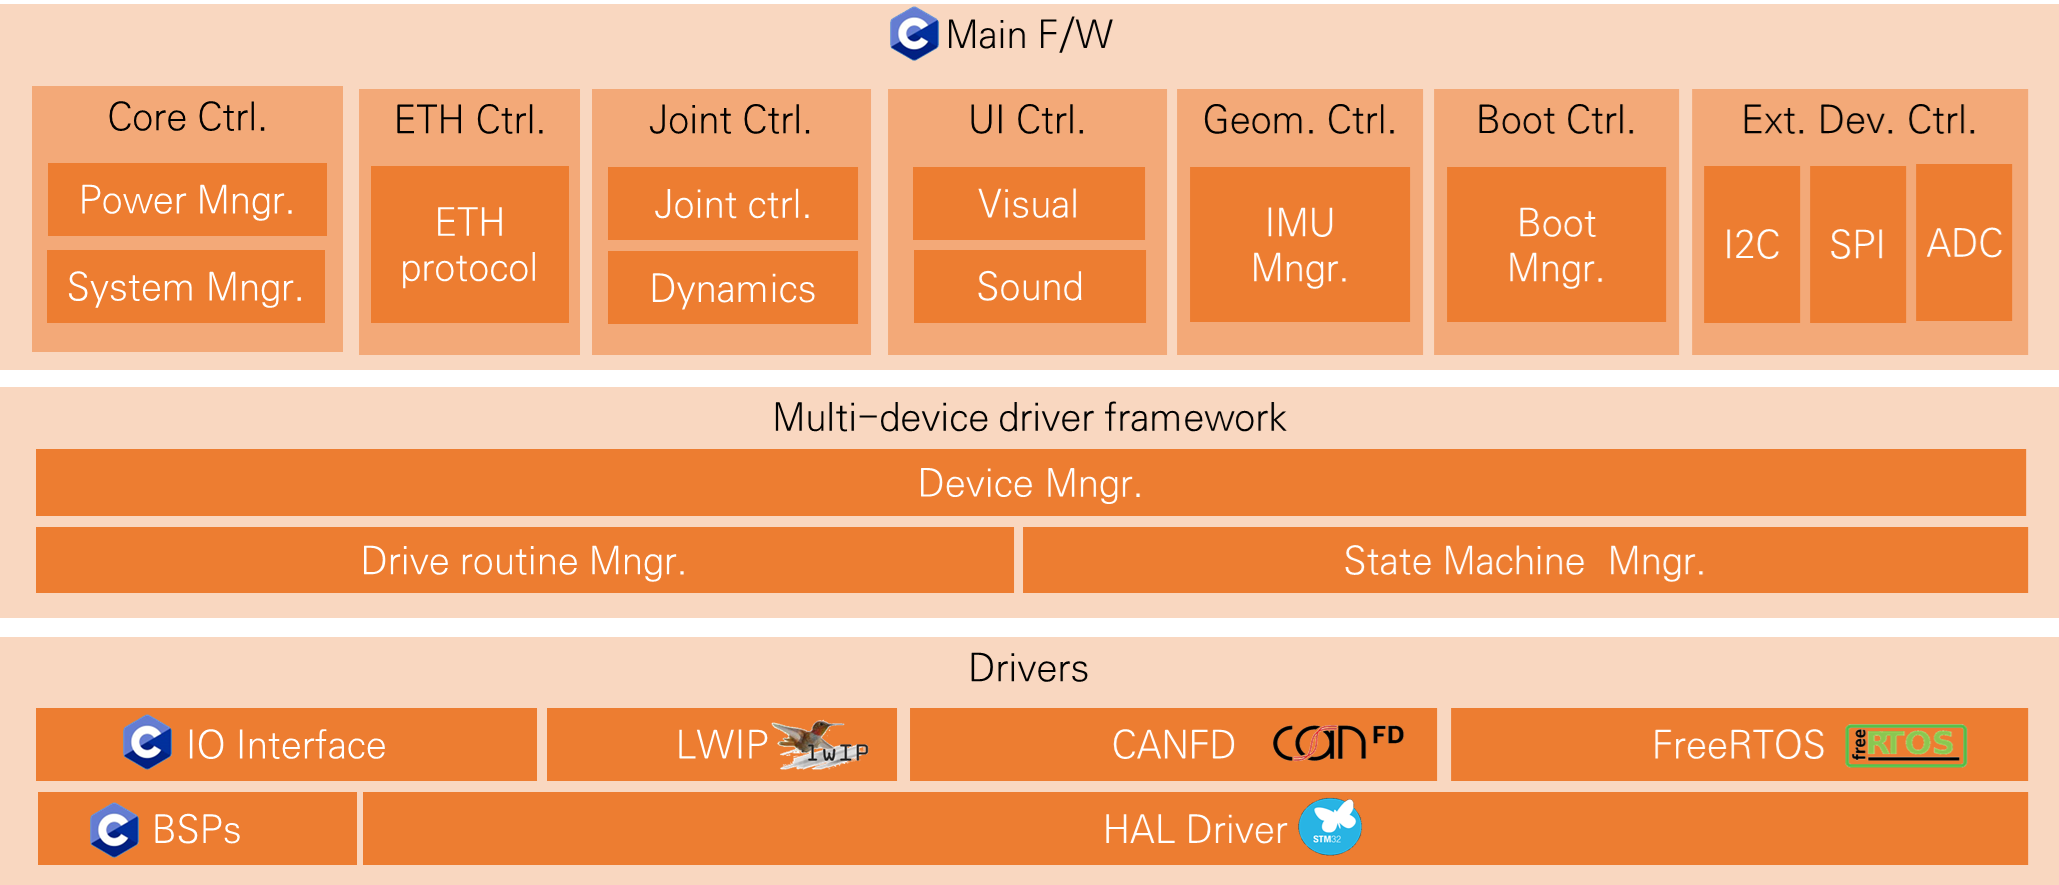 C Main F/W
Core Ctrl.
Power Mngr.
System Mngr.
ETH Ctrl.
ETH
protocol
Joint Ctrl.
Joint ctrl.
Dynamics
UI Ctrl.
Visual
Sound
Geom. Ctrl.
IMU
Mngr.
Boot Ctrl.
Boot
Mngr.
Ext. Dev. Ctrl.
I2C
SPI
ADC
Multi-device driver framework
Device Mngr.
Drive routine Mngr.
State Machine  Mngr.
Drivers
C IO Interface
LWIP lwIP
CANFD CAN FD
FreeRTOS free RTOS
C BSPs
HAL Driver STM32